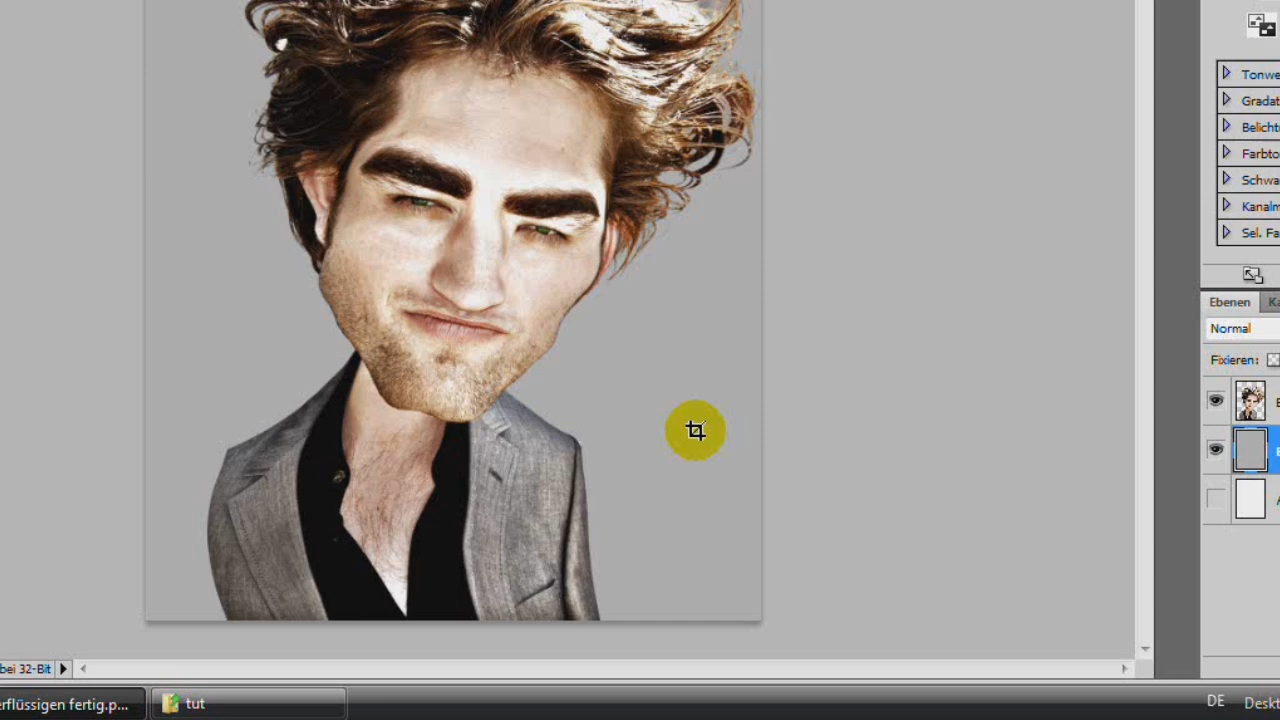 Tonwe
Gradat
Belicht
Farbto
Schwa
Kanalm
Sel. Fa
Ebenen Ka
Normal
Fixieren:
bei 32-Bit
erflüssigen fertig.p...
tut
DE
Deskt